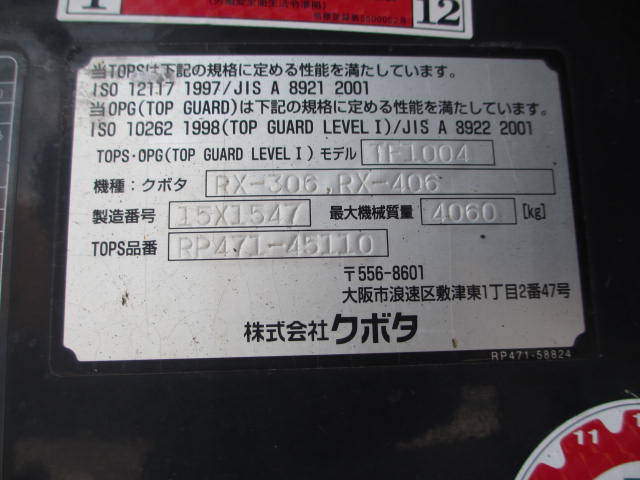 1
12
当TOPSは下記の規格に定める性能を満たしています。
ISO 12117 1997/JIS A 8921 2001
当OPG(TOP GUARD)は下記の規格に定める性能を満たしています。
ISO 10262 1998(TOP GUARD LEVEL I)/JIS A 8922 2001
TOPS・OPG(TOP GUARD LEVEL I) モデル TF1004
機種：クボタ RX-306,RX-406
製造番号 15X1547 最大機械質量 4060 [kg]
TOPS品番 RP471-45110
〒556-8601
大阪市浪速区敷津東1丁目2番47号
株式会社クボタ
RP471-58824
11